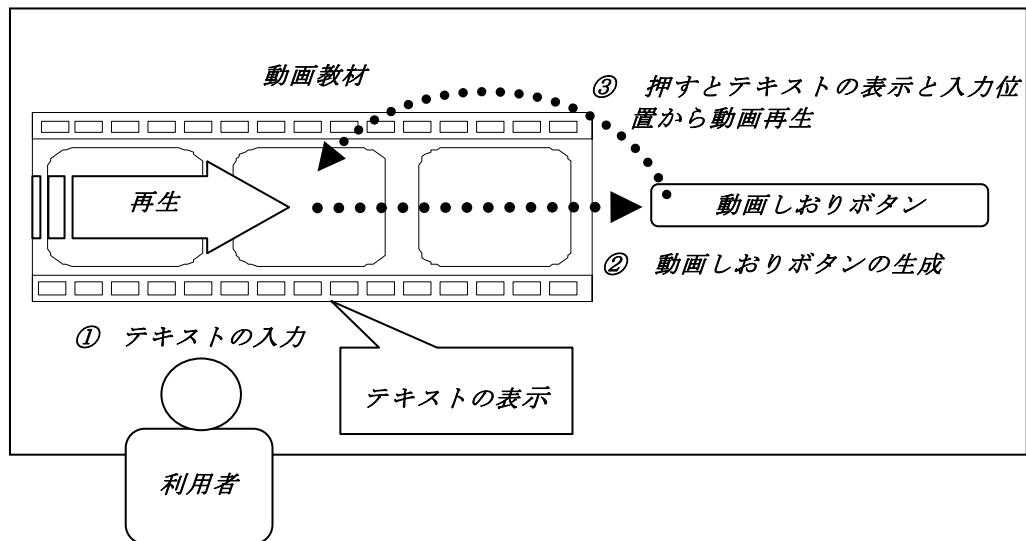 動画教材
③ 押すとテキストの表示と入力位
置から動画再生
再生
動画しおりボタン
② 動画しおりボタンの生成
① テキストの入力
テキストの表示
利用者